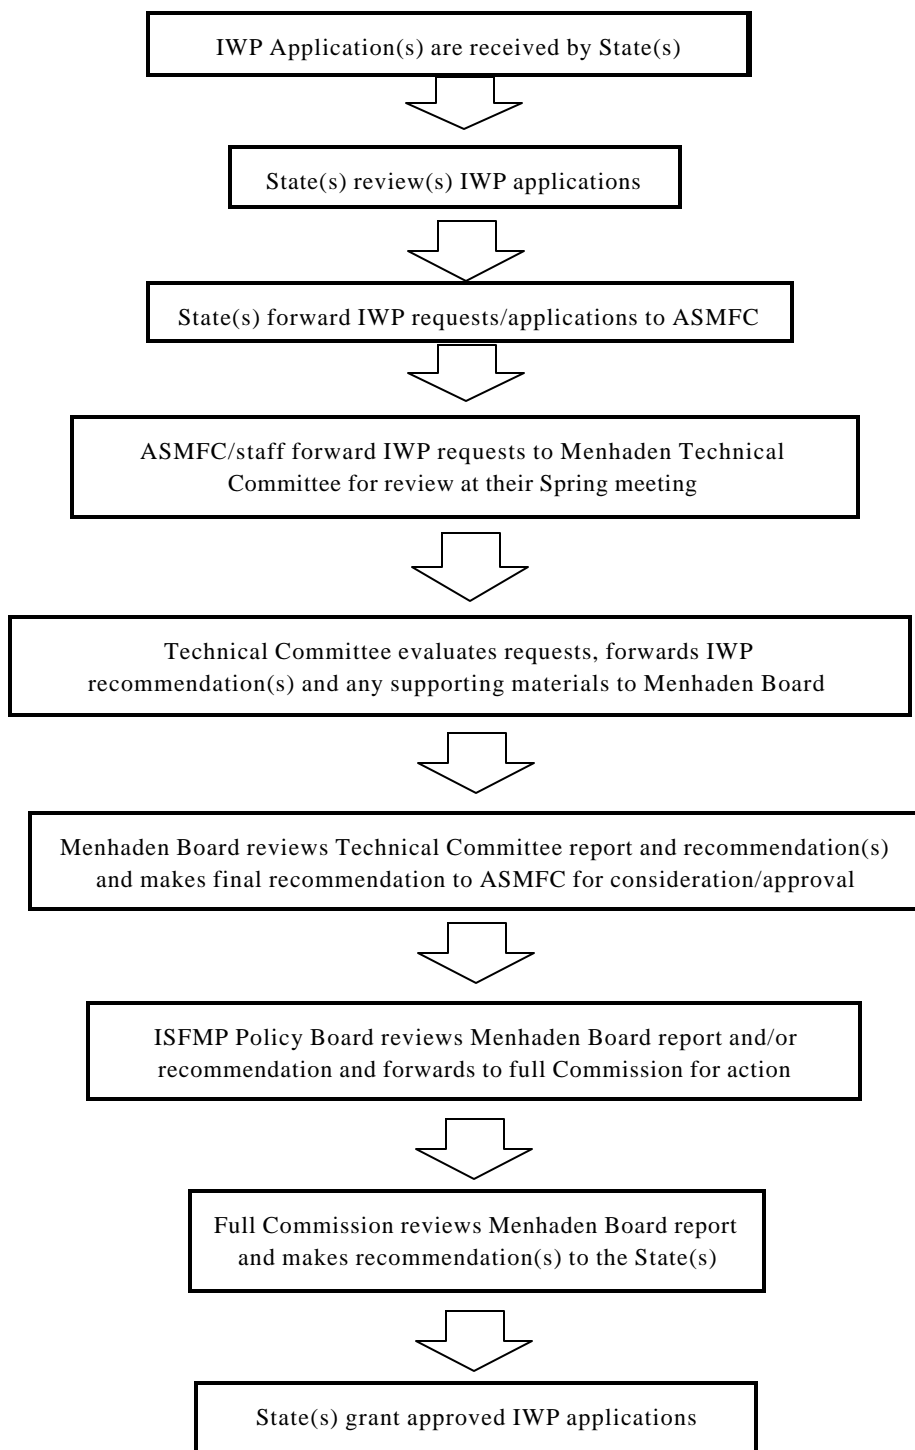 IWP Application(s) are received by State(s)
State(s) review(s) IWP applications
State(s) forward IWP requests/applications to ASMFC
ASMFC/staff forward IWP requests to Menhaden Technical
Committee for review at their Spring meeting
Technical Committee evaluates requests, forwards IWP
recommendation(s) and any supporting materials to Menhaden Board
Menhaden Board reviews Technical Committee report and recommendation(s)
and makes final recommendation to ASMFC for consideration/approval
ISFMP Policy Board reviews Menhaden Board report and/or
recommendation and forwards to full Commission for action
Full Commission reviews Menhaden Board report
and makes recommendation(s) to the State(s)
State(s) grant approved IWP applications